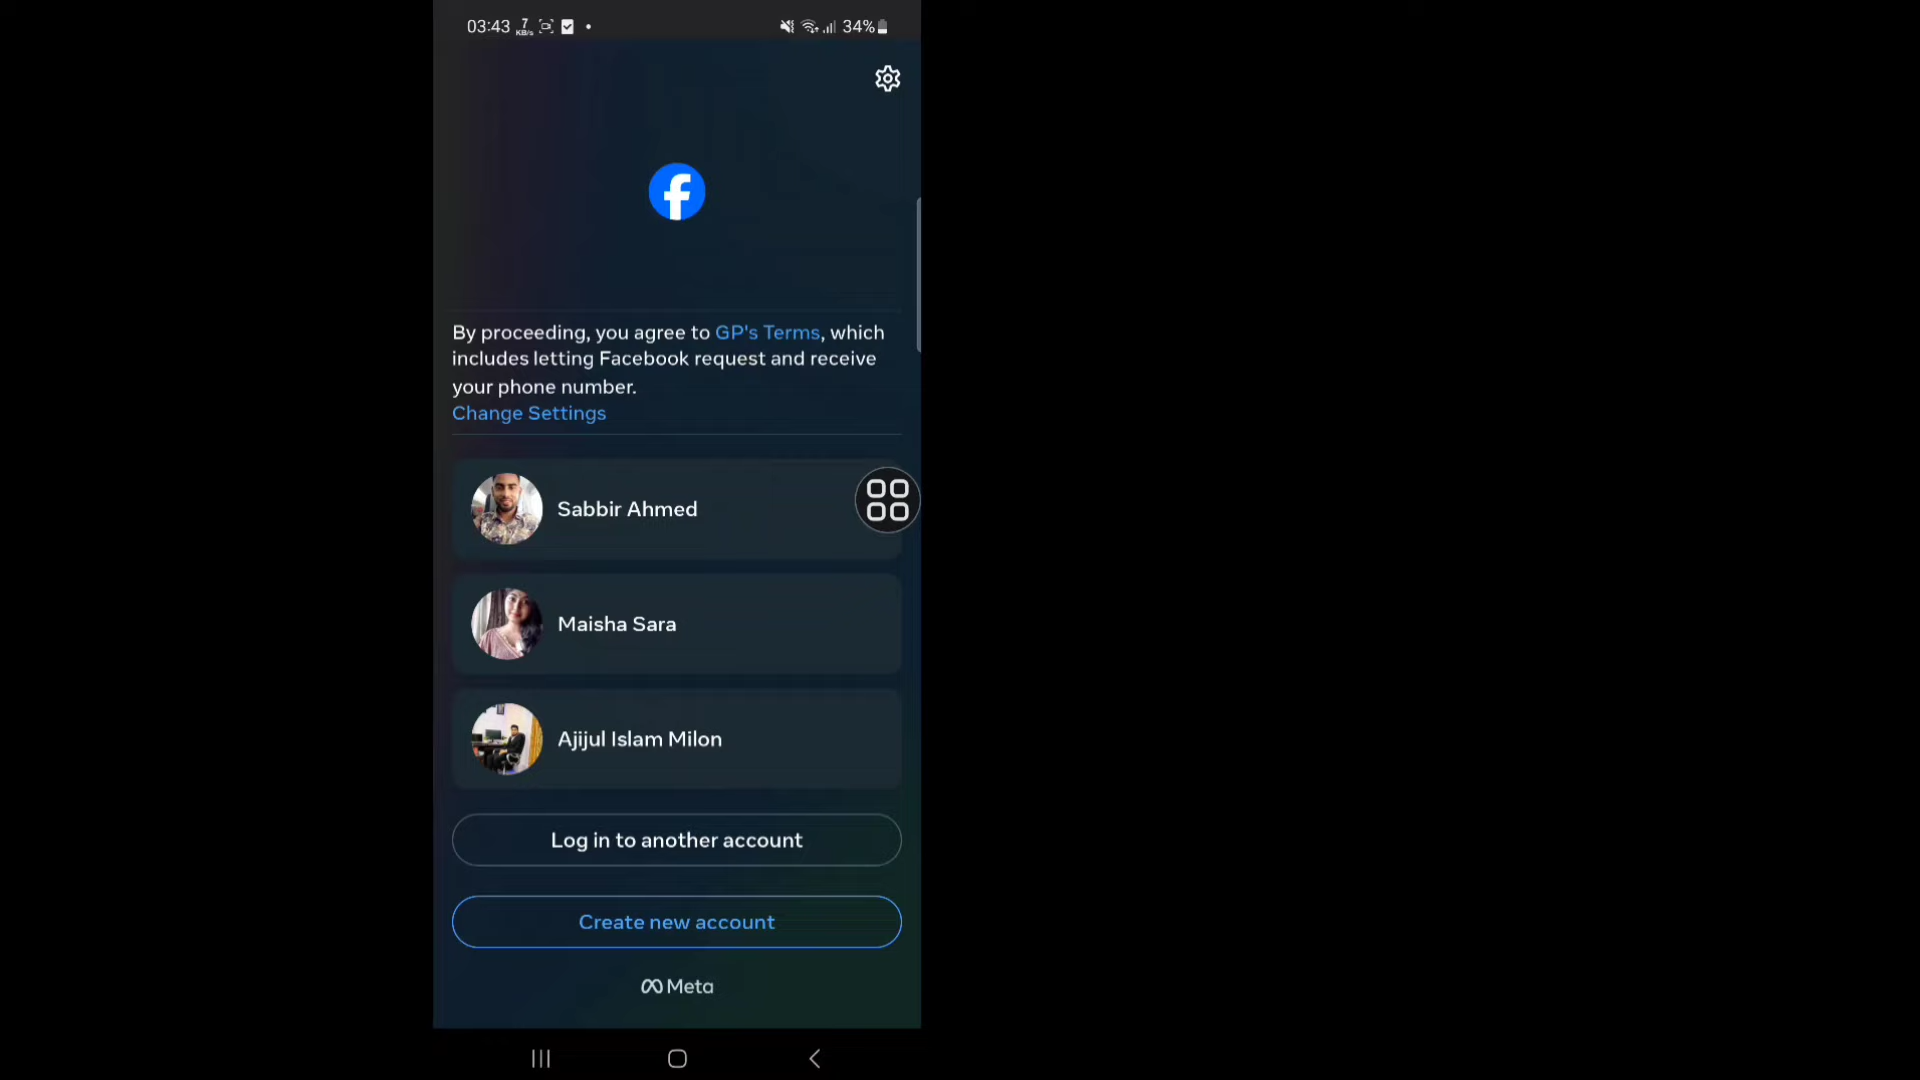 03:43 7 KB/s 34%
By proceeding, you agree to GP's Terms, which
includes letting Facebook request and receive
your phone number.
Change Settings
Sabbir Ahmed
Maisha Sara
Ajijul Islam Milon
Log in to another account
Create new account
Meta